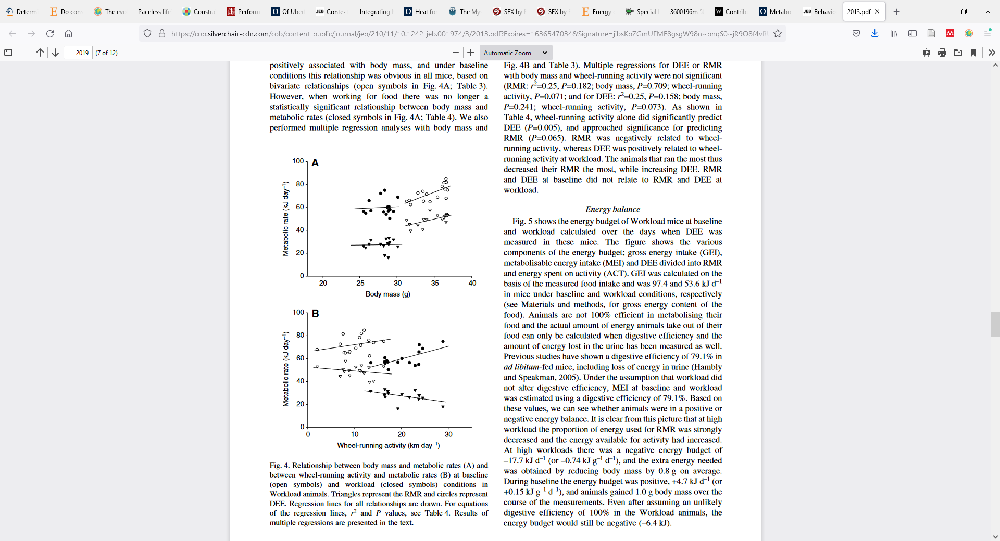 Determi
Do con
The evo
Paceless life
Constra
Perform
Of Uber
JEB Context
Integrating
Heat fo
The My
SFX by
SFX by
Energy
Special
3600196m
Contrib
Metabo
JEB Behavio
2013.pdf
https://cob.silverchair-cdn.com/cob/content_public/journal/jeb/210/11/10.1242_jeb.001974/3/2013.pdf?Expires=1636547034&Signature=jibsKpZGmUFME8gsgW98n~pnqS0~jR9O8f4vRU
2019 (7 of 12)
Automatic Zoom
positively associated with body mass, and under baseline
conditions this relationship was obvious in all mice, based on
bivariate relationships (open symbols in Fig. 4A; Table 3).
However, when working for food there was no longer a
statistically significant relationship between body mass and
metabolic rates (closed symbols in Fig. 4A; Table 4). We also
performed multiple regression analyses with body mass and
A
100
80
60
40
20
0
Metabolic rate (kJ day⁻¹)
20 25 30 35 40
Body mass (g)
B
100
80
60
40
20
0
Metabolic rate (kJ day⁻¹)
0 10 20 30
Wheel-running activity (km day⁻¹)
Fig. 4. Relationship between body mass and metabolic rates (A) and
between wheel-running activity and metabolic rates (B) at baseline
(open symbols) and workload (closed symbols) conditions in
Workload animals. Triangles represent the RMR and circles represent
DEE. Regression lines for all relationships are drawn. For equations
of the regression lines, r² and P values, see Table 4. Results of
multiple regressions are presented in the text.
Fig. 4B and Table 3). Multiple regressions for DEE or RMR
with body mass and wheel-running activity were not significant
(RMR: r²=0.25, P=0.182; body mass, P=0.709; wheel-running
activity, P=0.071; and for DEE: r²=0.25, P=0.158; body mass,
P=0.241; wheel-running activity, P=0.073). As shown in
Table 4, wheel-running activity alone did significantly predict
DEE (P=0.005), and approached significance for predicting
RMR (P=0.065). RMR was negatively related to wheel-
running activity, whereas DEE was positively related to wheel-
running activity at workload. The animals that ran the most thus
decreased their RMR the most, while increasing DEE. RMR
and DEE at baseline did not relate to RMR and DEE at
workload.
Energy balance
Fig. 5 shows the energy budget of Workload mice at baseline
and workload calculated over the days when DEE was
measured in these mice. The figure shows the various
components of the energy budget; gross energy intake (GEI),
metabolisable energy intake (MEI) and DEE divided into RMR
and energy spent on activity (ACT). GEI was calculated on the
basis of the measured food intake and was 97.4 and 53.6 kJ d⁻¹
in mice under baseline and workload conditions, respectively
(see Materials and methods, for gross energy content of the
food). Animals are not 100% efficient in metabolising their
food and the actual amount of energy animals take out of their
food can only be calculated when digestive efficiency and the
amount of energy lost in the urine has been measured as well.
Previous studies have shown a digestive efficiency of 79.1% in
ad libitum-fed mice, including loss of energy in urine (Hambly
and Speakman, 2005). Under the assumption that workload did
not alter digestive efficiency, MEI at baseline and workload
was estimated using a digestive efficiency of 79.1%. Based on
these values, we can see whether animals were in a positive or
negative energy balance. It is clear from this picture that at high
workload the proportion of energy used for RMR was strongly
decreased and the energy available for activity had increased.
At high workloads there was a negative energy budget of
–17.7 kJ d⁻¹ (or –0.74 kJ g⁻¹ d⁻¹), and the extra energy needed
was obtained by reducing body mass by 0.8 g on average.
During baseline the energy budget was positive, +4.7 kJ d⁻¹ (or
+0.15 kJ g⁻¹ d⁻¹), and animals gained 1.0 g body mass over the
course of the measurements. Even after assuming an unlikely
digestive efficiency of 100% in the Workload animals, the
energy budget would still be negative (–6.4 kJ).